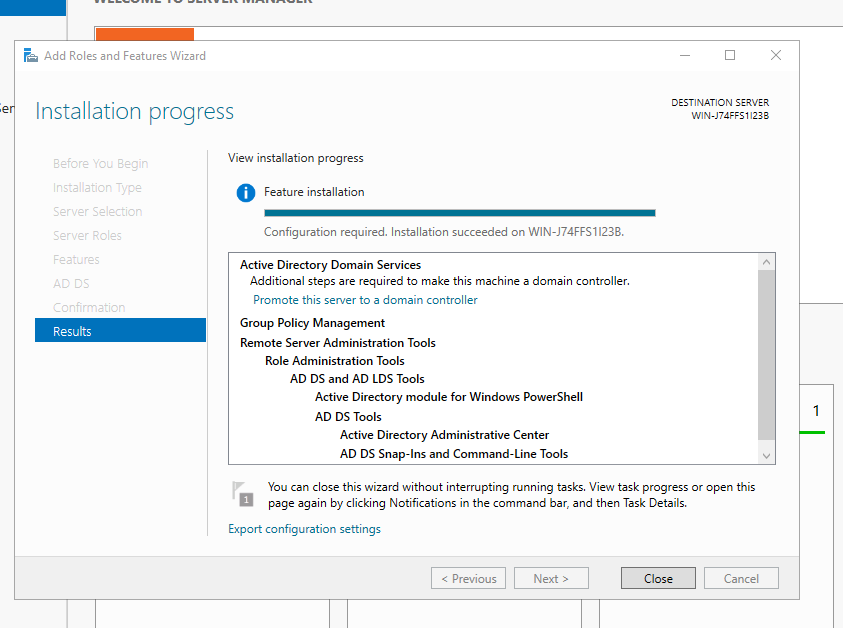 WELCOME TO SERVER MANAGER
Add Roles and Features Wizard
Installation progress
DESTINATION SERVER
WIN-J74FFS1I23B
Before You Begin
Installation Type
Server Selection
Server Roles
Features
AD DS
Confirmation
Results
View installation progress
Feature installation
Configuration required. Installation succeeded on WIN-J74FFS1I23B.
Active Directory Domain Services
Additional steps are required to make this machine a domain controller.
Promote this server to a domain controller
Group Policy Management
Remote Server Administration Tools
Role Administration Tools
AD DS and AD LDS Tools
Active Directory module for Windows PowerShell
AD DS Tools
Active Directory Administrative Center
AD DS Snap-Ins and Command-Line Tools
1
You can close this wizard without interrupting running tasks. View task progress or open this
page again by clicking Notifications in the command bar, and then Task Details.
1
Export configuration settings
< Previous
Next >
Close
Cancel